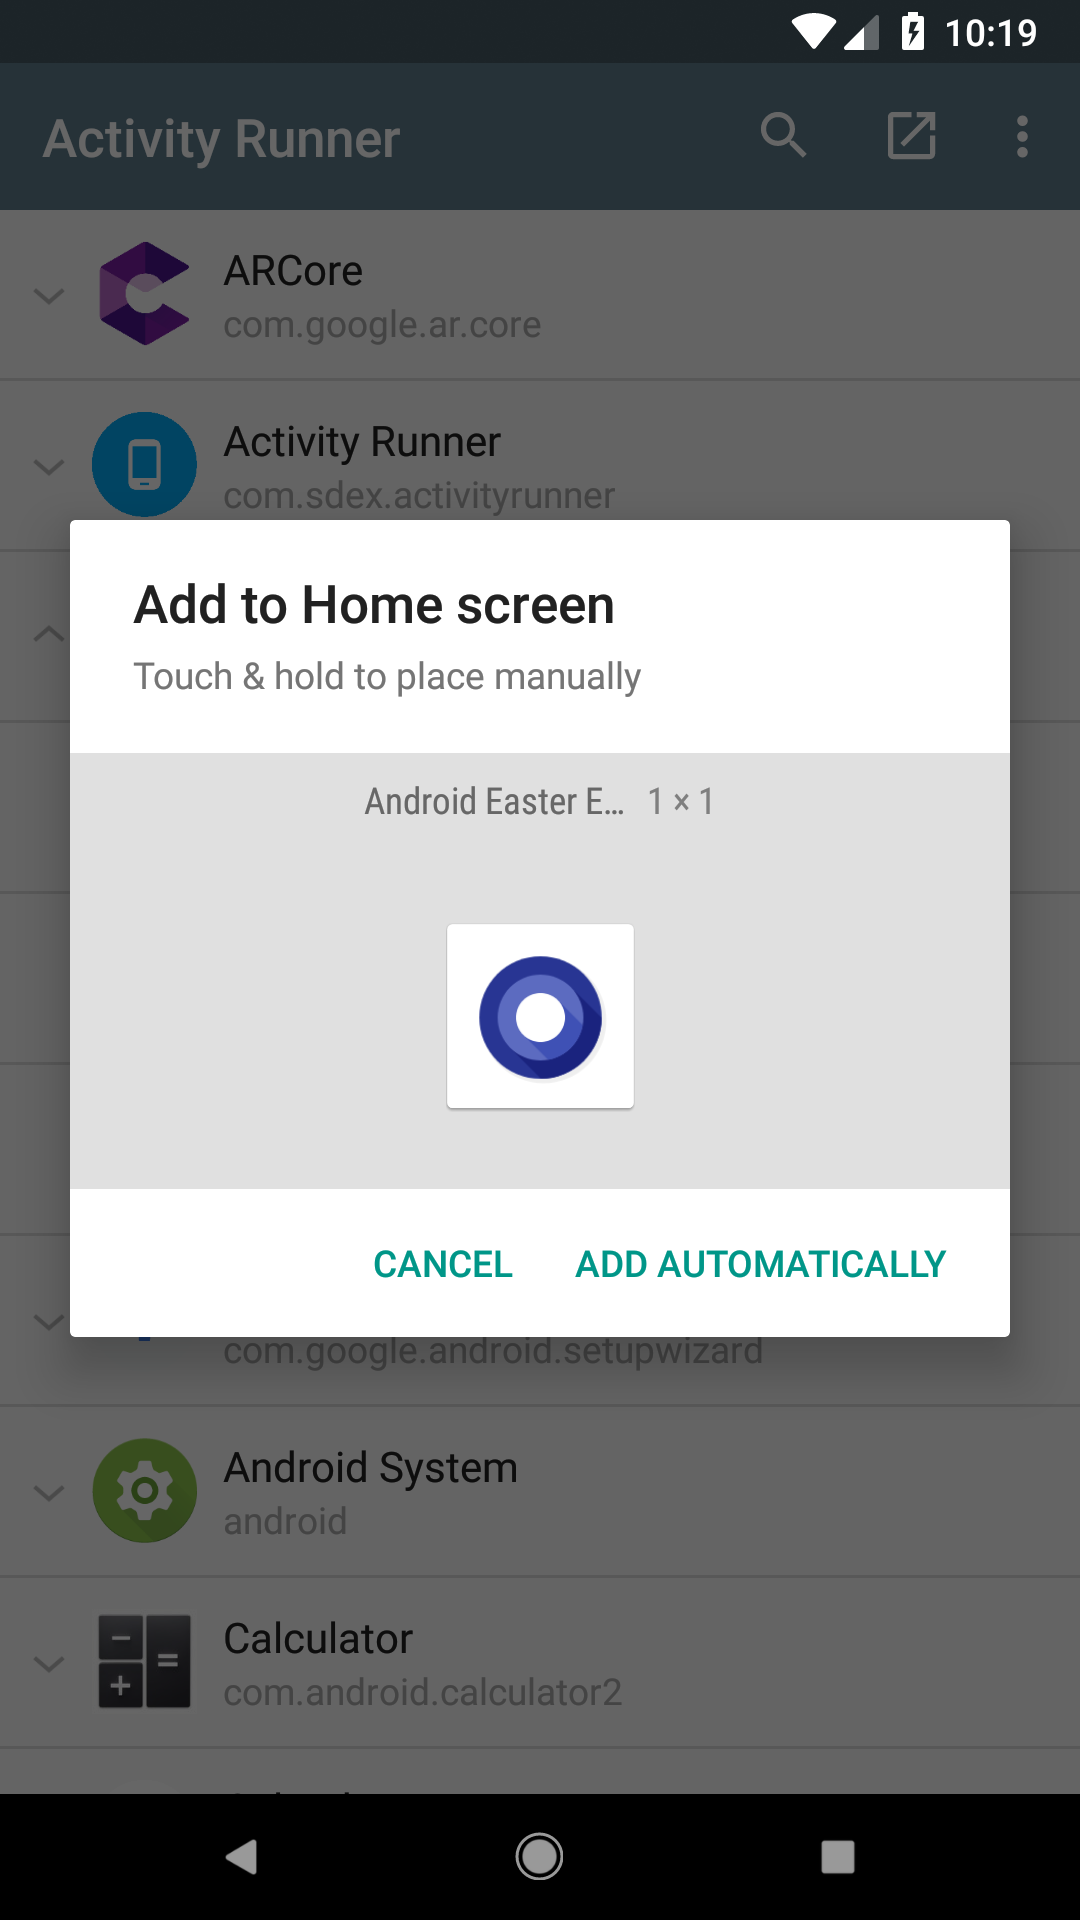 10:19
Activity Runner
ARCore
com.google.ar.core
Activity Runner
com.sdex.activityrunner
Add to Home screen
Touch & hold to place manually
Android Easter E... 1 × 1
CANCEL ADD AUTOMATICALLY
com.google.android.setupwizard
Android System
android
Calculator
com.android.calculator2